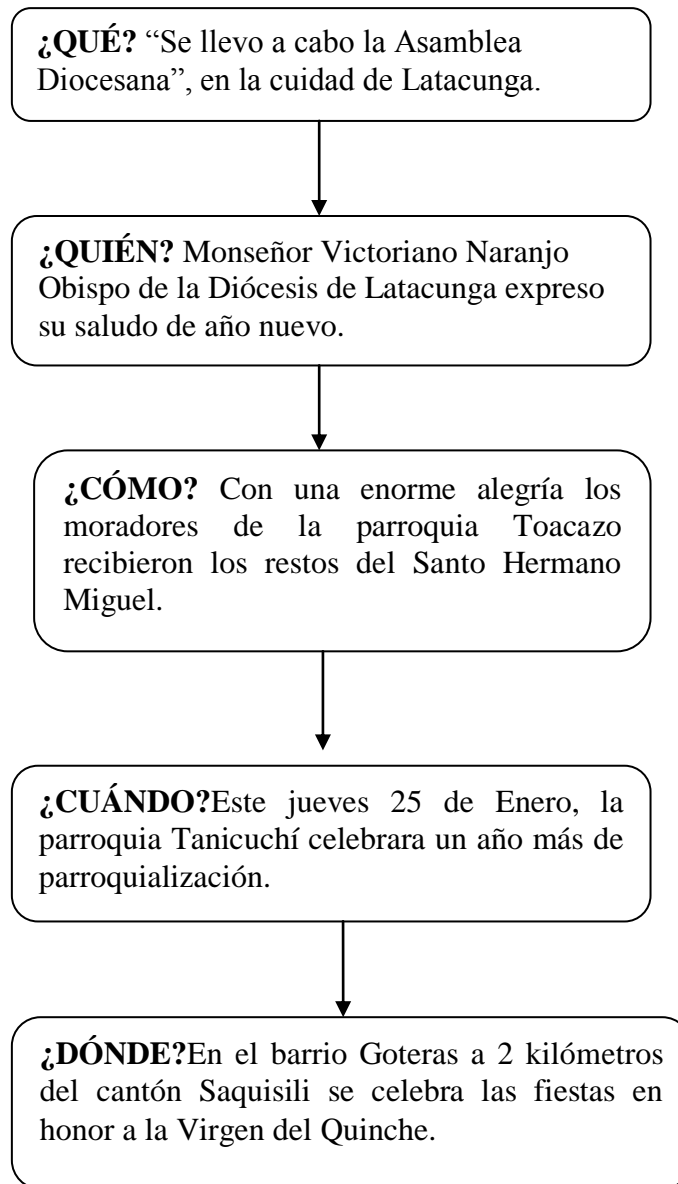 ¿QUÉ? “Se llevo a cabo la Asamblea
Diocesana”, en la cuidad de Latacunga.
¿QUIÉN? Monseñor Victoriano Naranjo
Obispo de la Diócesis de Latacunga expreso
su saludo de año nuevo.
¿CÓMO? Con una enorme alegría los
moradores de la parroquia Toacazo
recibieron los restos del Santo Hermano
Miguel.
¿CUÁNDO?Este jueves 25 de Enero, la
parroquia Tanicuchí celebrara un año más de
parroquialización.
¿DÓNDE?En el barrio Goteras a 2 kilómetros
del cantón Saquisili se celebra las fiestas en
honor a la Virgen del Quinche.